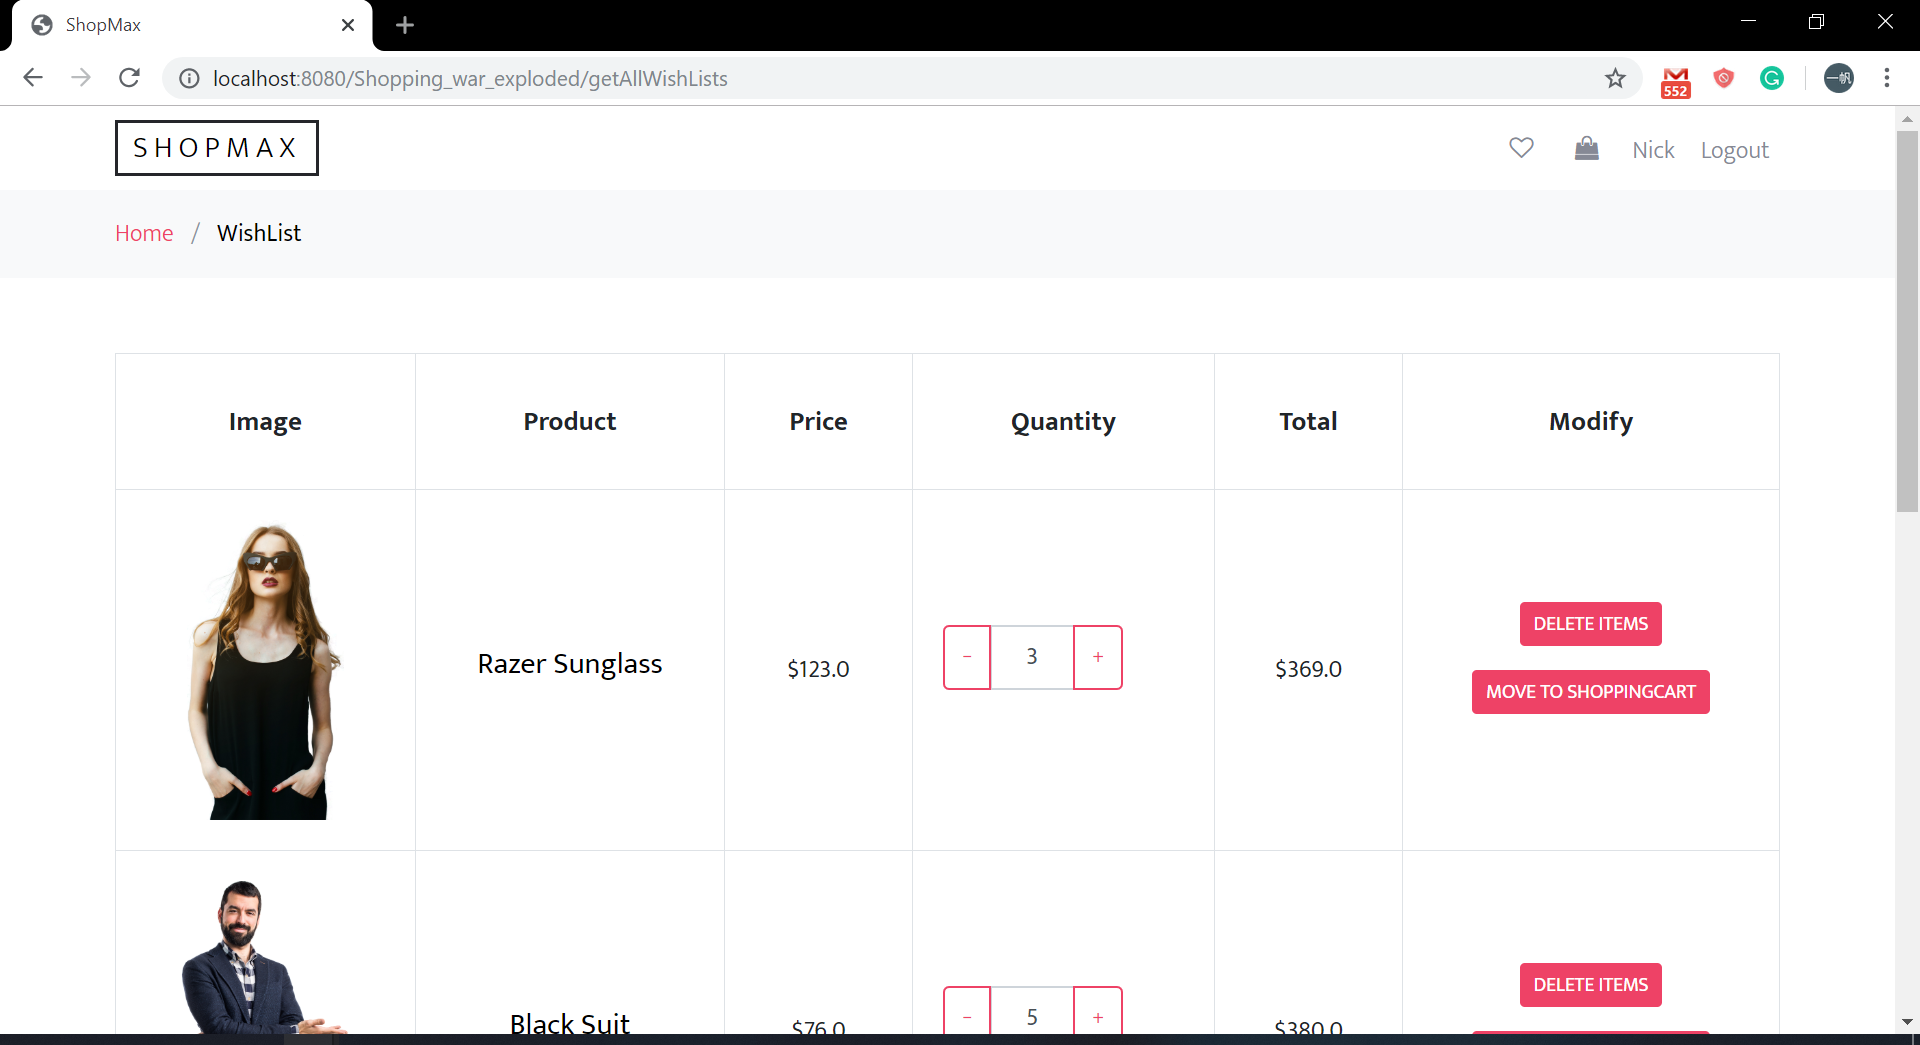 ShopMax
localhost:8080/Shopping_war_exploded/getAllWishLists
552
一帆
SHOPMAX
Nick
Logout
Home / WishList
Image Product Price Quantity Total Modify
DELETE ITEMS
Razer Sunglass $123.0 - 3 + $369.0
MOVE TO SHOPPINGCART
DELETE ITEMS
Black Suit $76.0 - 5 + $380.0